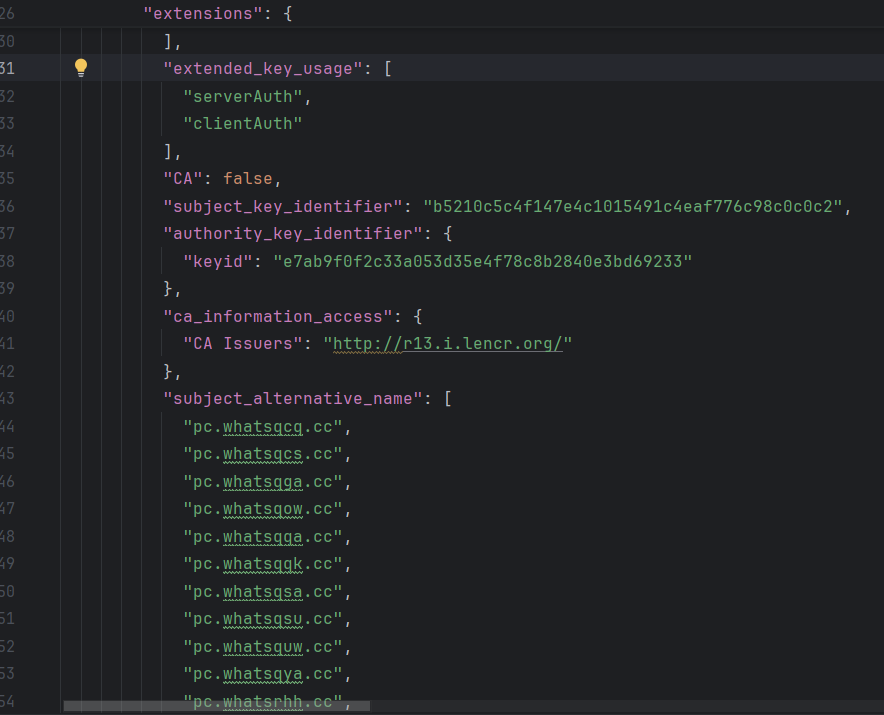 26 "extensions": {
30 ],
31 "extended_key_usage": [
32 "serverAuth",
33 "clientAuth"
34 ],
35 "CA": false,
36 "subject_key_identifier": "b5210c5c4f147e4c1015491c4eaf776c98c0c0c2",
37 "authority_key_identifier": {
38 "keyid": "e7ab9f0f2c33a053d35e4f78c8b2840e3bd69233"
39 },
40 "ca_information_access": {
41 "CA Issuers": "http://r13.i.lencr.org/"
42 },
43 "subject_alternative_name": [
44 "pc.whatsqcq.cc",
45 "pc.whatsqcs.cc",
46 "pc.whatsqga.cc",
47 "pc.whatsqow.cc",
48 "pc.whatsqqa.cc",
49 "pc.whatsqqk.cc",
50 "pc.whatsqsa.cc",
51 "pc.whatsqsu.cc",
52 "pc.whatsquw.cc",
53 "pc.whatsqya.cc",
54 "pc.whatsrhh.cc",